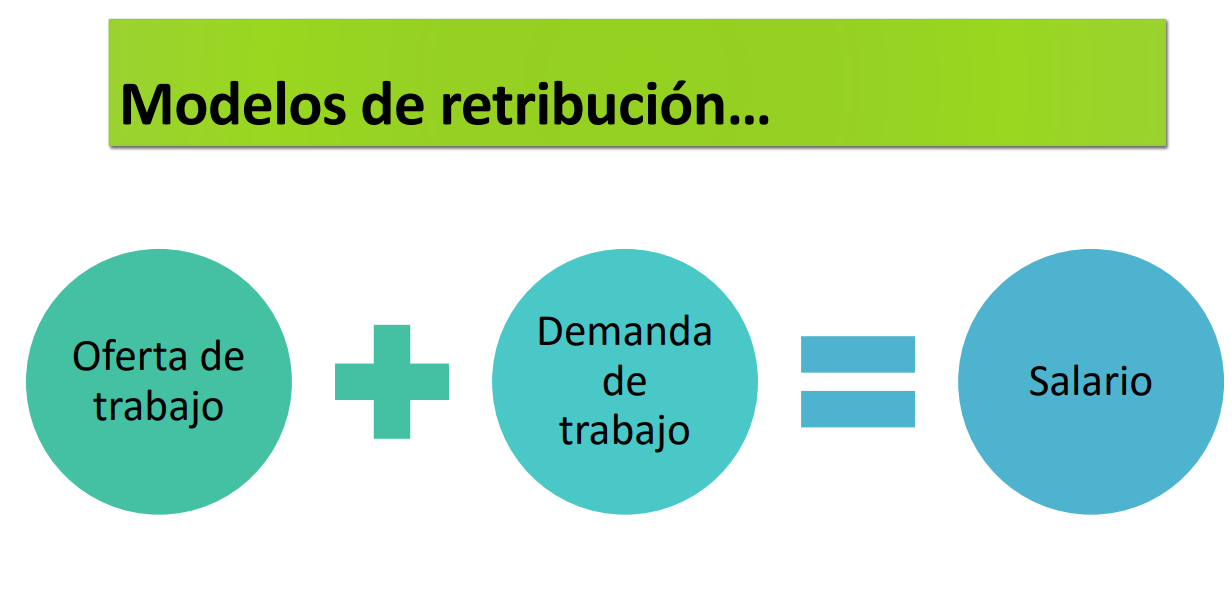 Modelos de retribución...
Oferta de
trabajo
Demanda
de
trabajo
Salario